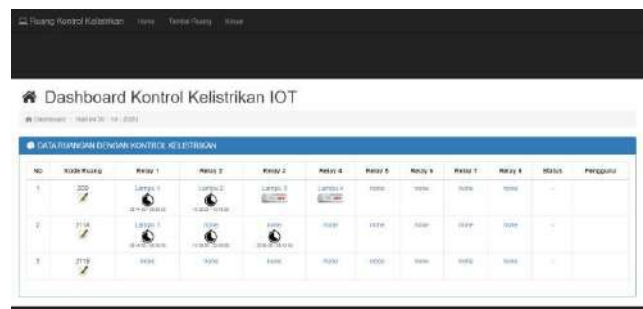 Ruang Kontrol Kelistrikan Home Tambah Ruang Keluar
Dashboard Kontrol Kelistrikan IOT
Dashboard
DATA RUANGAN DENGAN KONTROL KELISTRIKAN
NO Kode Ruang Relay 1 Relay 2 Relay 3 Relay 4 Relay 5 Relay 6 Relay 7 Relay 8 Status Pengguna
1 Lampu 1 Lampu 2 Lampu 3 Lampu 4 none none none none -
2 Lampu 1 none none none none none none none -
3 none none none none none none none none -